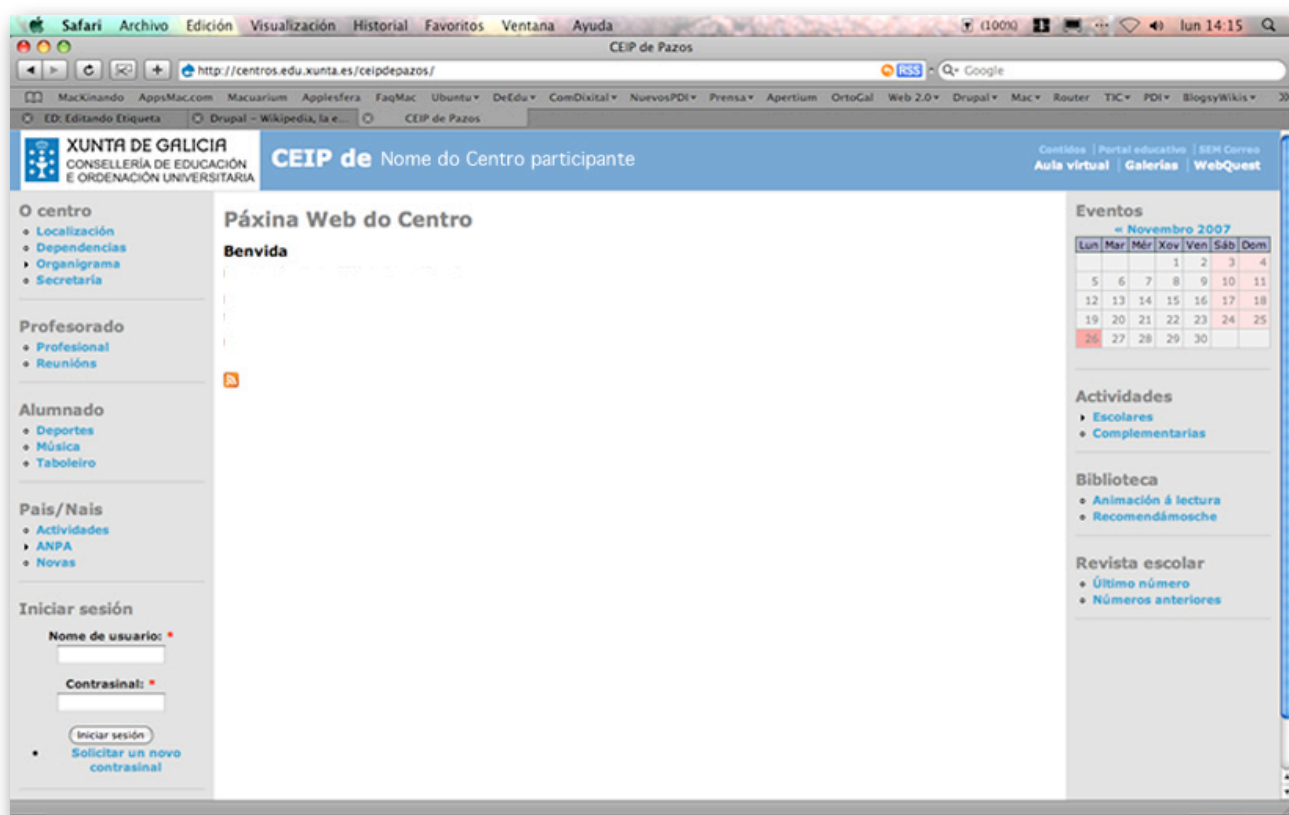 Safari Archivo Edición Visualización Historial Favoritos Ventana Ayuda (100%) lun 14:15
CEIP de Pazos
http://centros.edu.xunta.es/ceipdepazos/ RSS Google
MacKinando AppsMac.com Macuarium Applesfera FaqMac Ubuntu DeEdu ComDixital NuevosPDI Prensa Apertium OrtoGal Web 2.0 Drupal Mac Router TIC PDI BlogsyWikis
ED: Editando Etiqueta Drupal – Wikipedia, la e... CEIP de Pazos
XUNTA DE GALICIA
CONSELLERÍA DE EDUCACIÓN
E ORDENACIÓN UNIVERSITARIA
CEIP de Nome do Centro participante
Contidos | Portal educativo | SEM Correo
Aula virtual | Galerías | WebQuest
O centro
Localización
Dependencias
Organigrama
Secretaría
Profesorado
Profesional
Reunións
Alumnado
Deportes
Música
Taboleiro
Pais/Nais
Actividades
ANPA
Novas
Iniciar sesión
Nome de usuario: *
Contrasinal: *
Iniciar sesión
Solicitar un novo
contrasinal
Páxina Web do Centro
Benvida
Eventos
« Novembro 2007
Lun Mar Mér Xov Ven Sáb Dom
1 2 3 4
5 6 7 8 9 10 11
12 13 14 15 16 17 18
19 20 21 22 23 24 25
26 27 28 29 30
Actividades
Escolares
Complementarias
Biblioteca
Animación á lectura
Recomendámosche
Revista escolar
Último número
Números anteriores